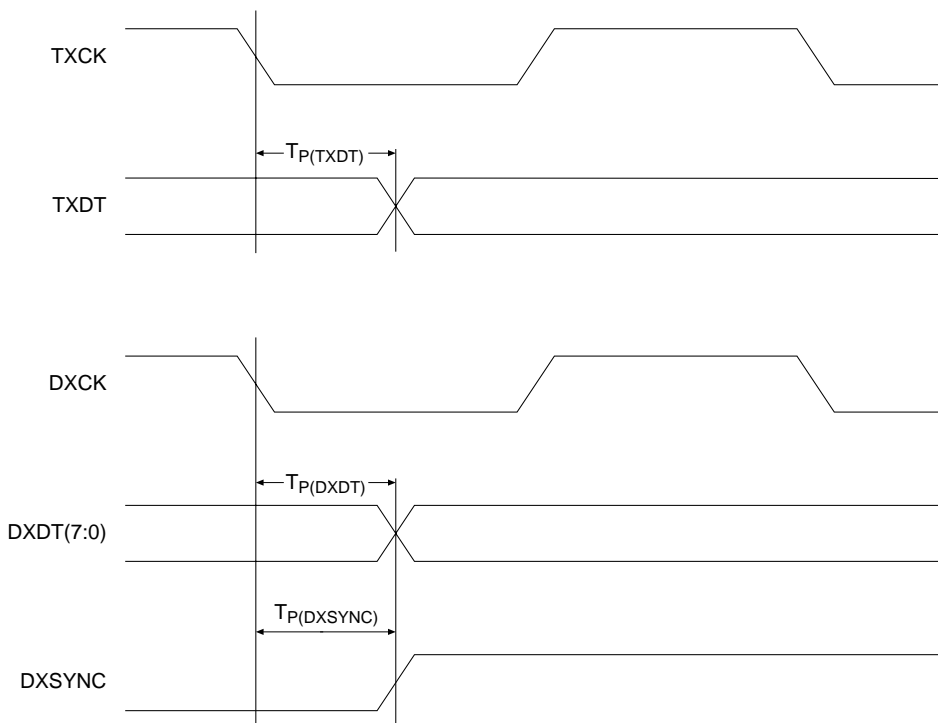 TXCK
TP(TXDT)
TXDT
DXCK
TP(DXDT)
DXDT(7:0)
TP(DXSYNC)
DXSYNC